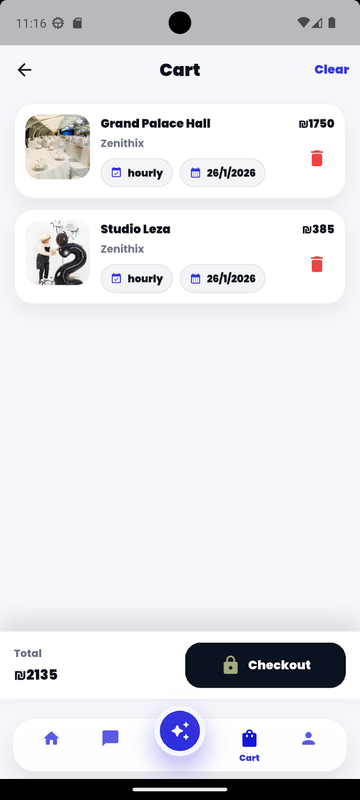 11:16
Cart
Clear
Grand Palace Hall
₪1750
Zenithix
hourly
26/1/2026
Studio Leza
₪385
Zenithix
hourly
26/1/2026
Total
₪2135
Checkout
Cart